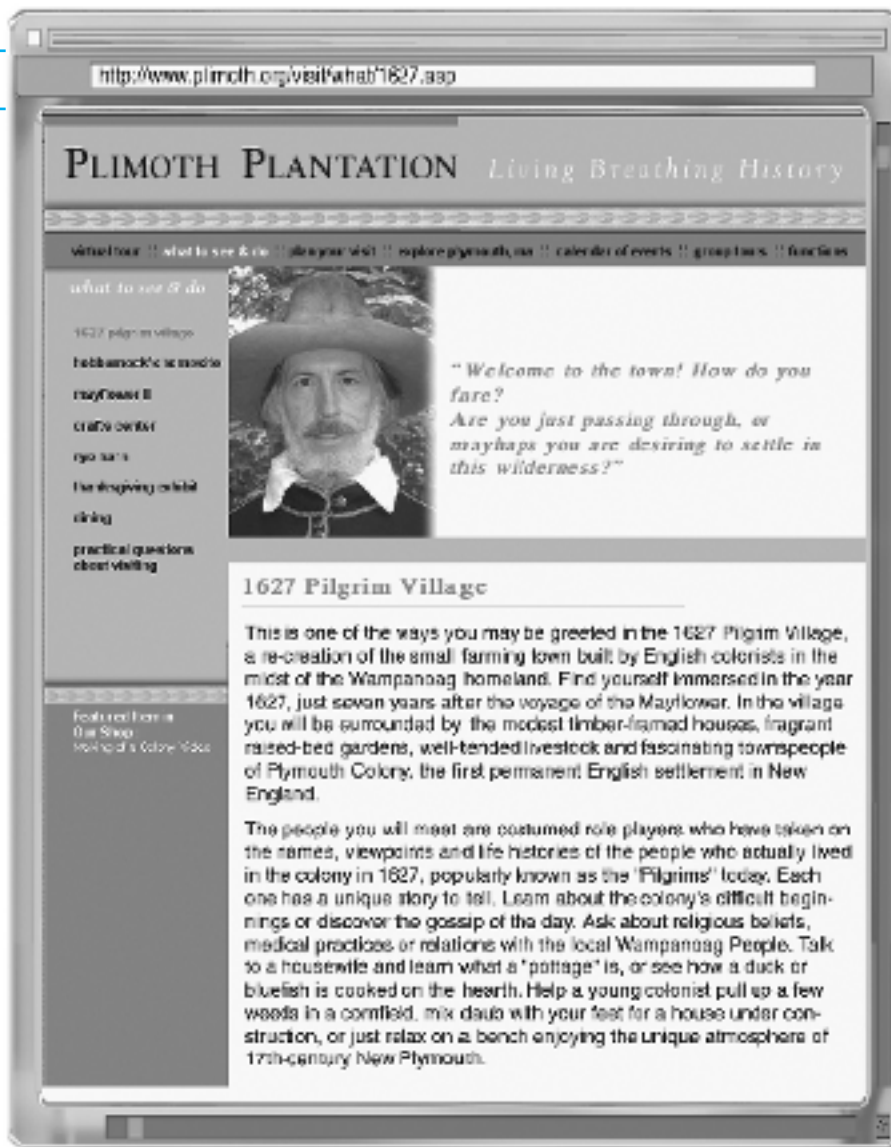 http://www.plimoth.org/visit/what/1627.asp
PLIMOTH PLANTATION Living Breathing History
virtual tour :: what to see & do :: plan your visit :: explore plymouth, ma :: calender of events :: group tours :: functions
what to see & do
1627 pilgrim village
hobbamock's homesite
mayflower II
crafts center
nye barn
thanksgiving exhibit
dining
practical questions
about visiting
Featured Item in
Our Shop
Making of a Colony Video
"Welcome to the town! How do you
fare?
Are you just passing through, or
mayhaps you are desiring to settle in
this wilderness?"
1627 Pilgrim Village
This is one of the ways you may be greeted in the 1627 Pilgrim Village,
a re-creation of the small farming town built by English colonists in the
midst of the Wampanoag homeland. Find yourself immersed in the year
1627, just seven years after the voyage of the Mayflower. In the village
you will be surrounded by the modest timber-framed houses, fragrant
raised-bed gardens, well-tended livestock and fascinating townspeople
of Plymouth Colony, the first permanent English settlement in New
England.
The people you will meet are costumed role players who have taken on
the names, viewpoints and life histories of the people who actually lived
in the colony in 1627, popularly known as the "Pilgrims" today. Each
one has a unique story to tell. Learn about the colony's difficult begin-
nings or discover the gossip of the day. Ask about religious beliefs,
medical practices or relations with the local Wampanoag People. Talk
to a housewife and learn what a "pottage" is, or see how a duck or
bluefish is cooked on the hearth. Help a young colonist pull up a few
weeds in a cornfield, mix daub with your feet for a house under con-
struction, or just relax on a bench enjoying the unique atmosphere of
17th-century New Plymouth.